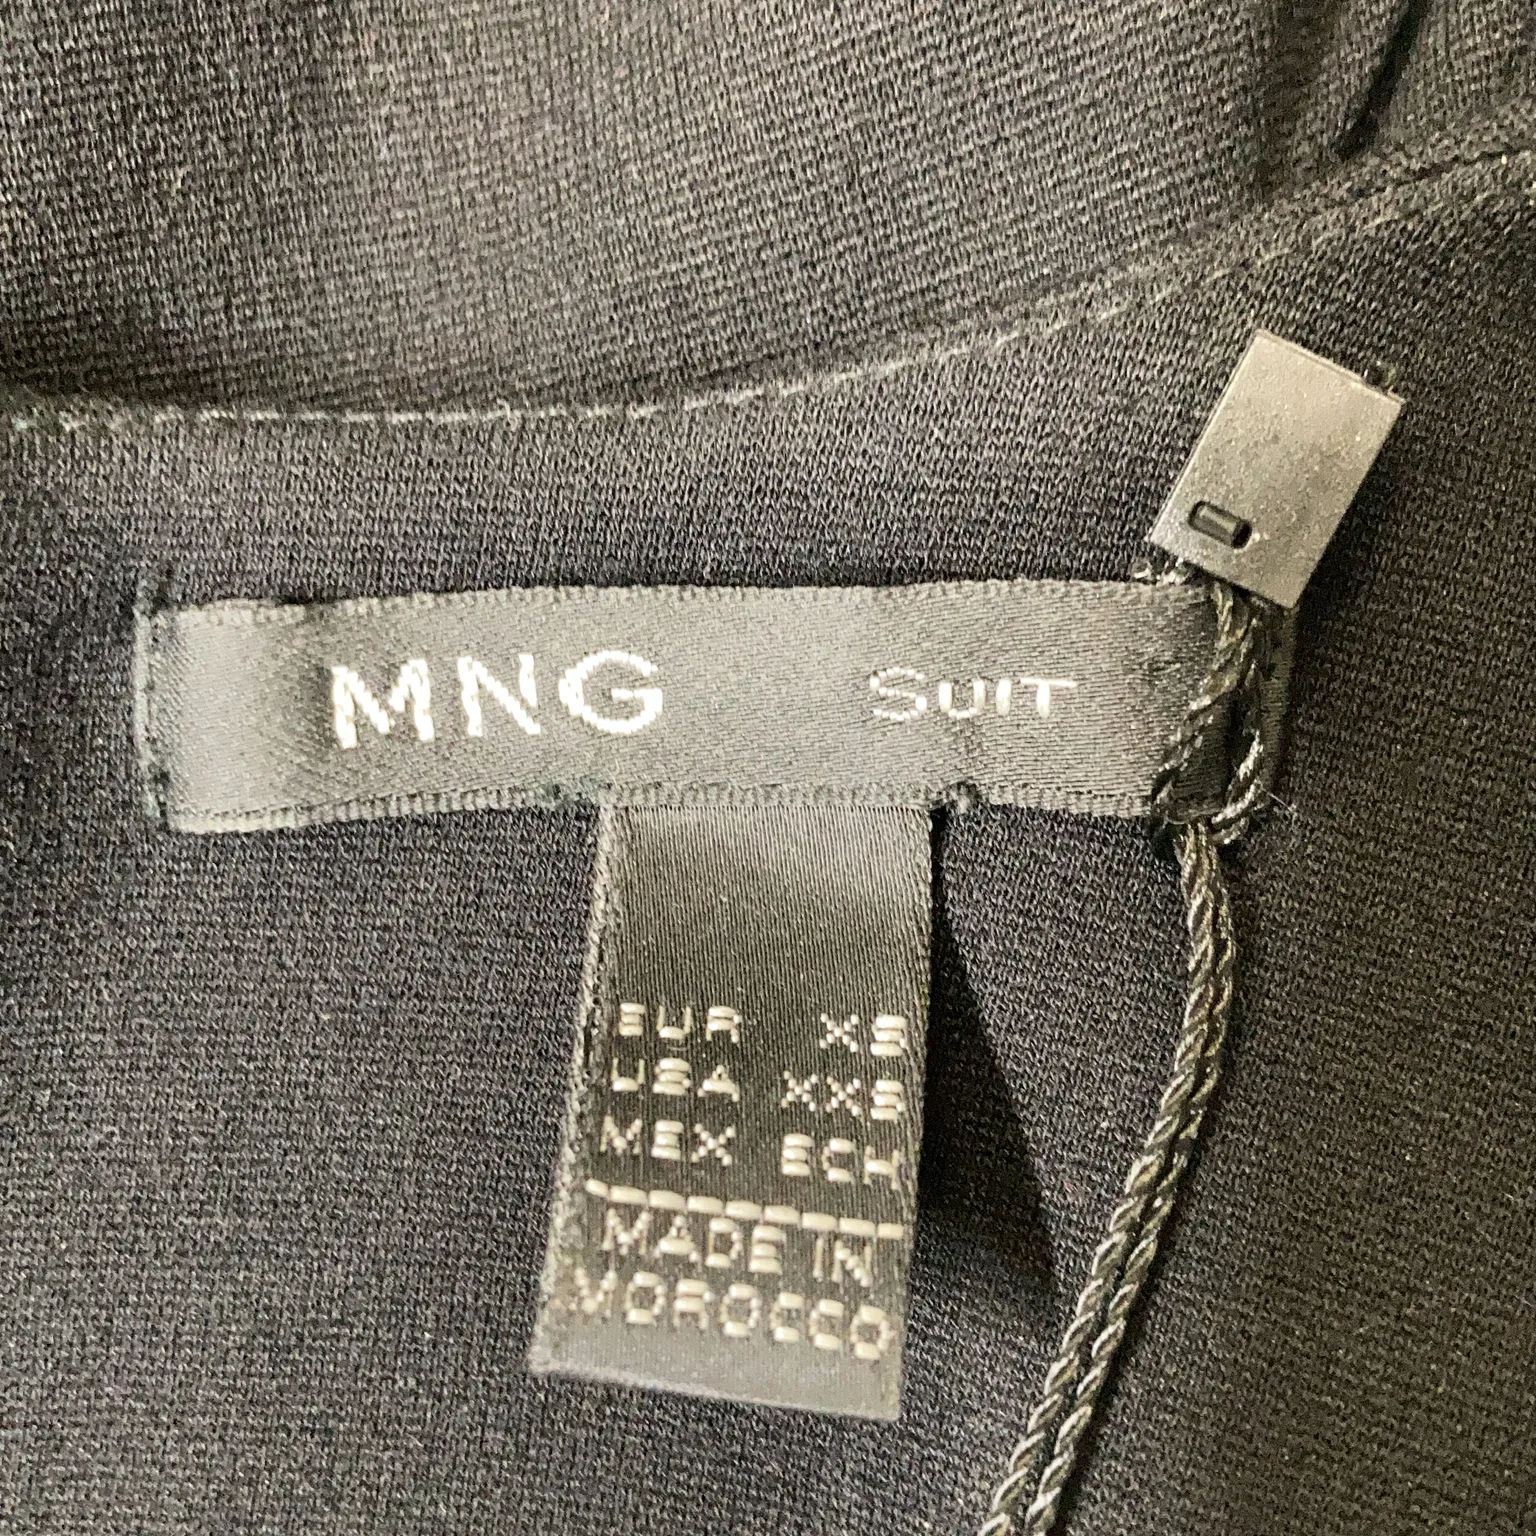 MNG SUIT
EUR XS
USA XXS
MEX ECH
MADE IN
MOROCCO